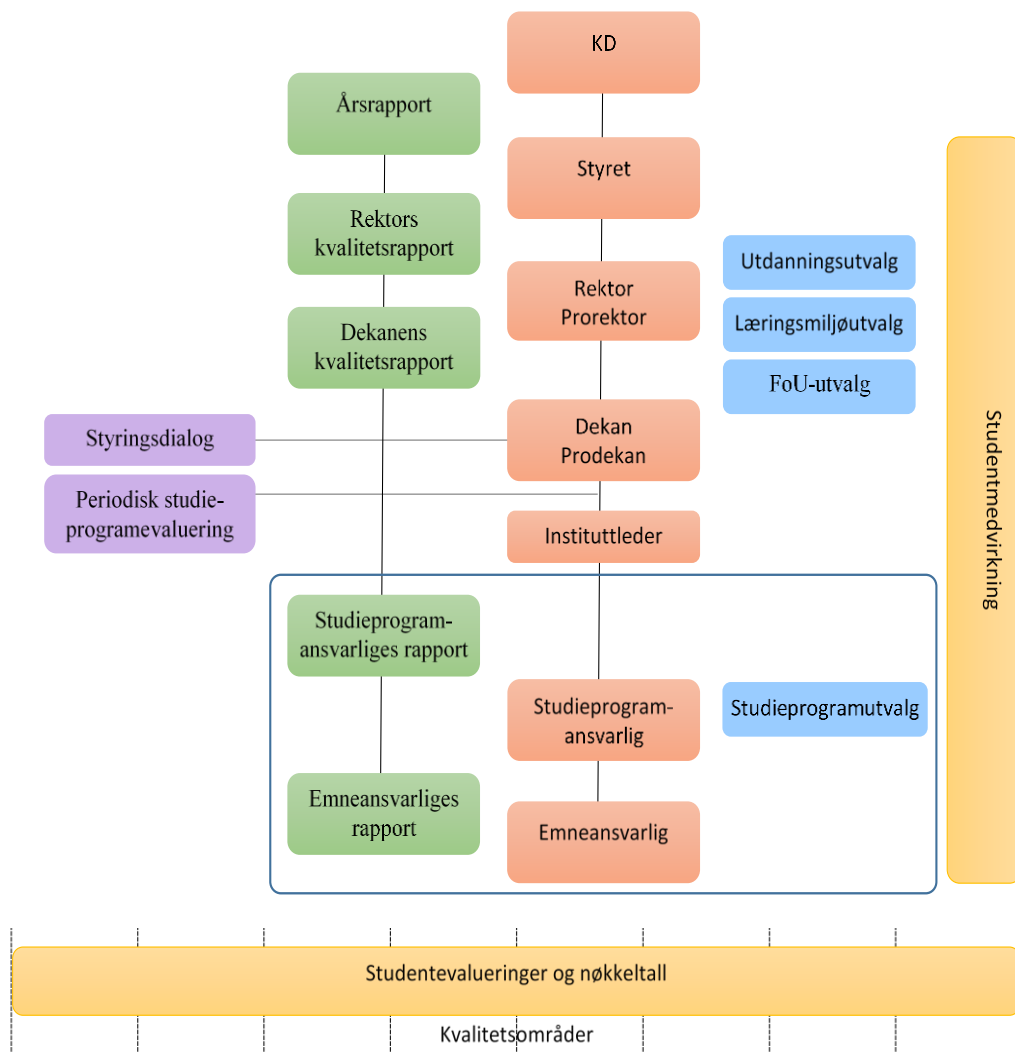 KD
Årsrapport
Styret
Rektors
kvalitetsrapport
Utdanningsutvalg
Rektor
Prorektor
Læringsmiljøutvalg
Dekanens
kvalitetsrapport
FoU-utvalg
Styringsdialog
Dekan
Prodekan
Periodisk studie-
programevaluering
Instituttleder
Studentmedvirkning
Studieprogram-
ansvarliges rapport
Studieprogram-
ansvarlig
Studieprogramutvalg
Emneansvarliges
rapport
Emneansvarlig
Studentevalueringer og nøkkeltall
Kvalitetsområder